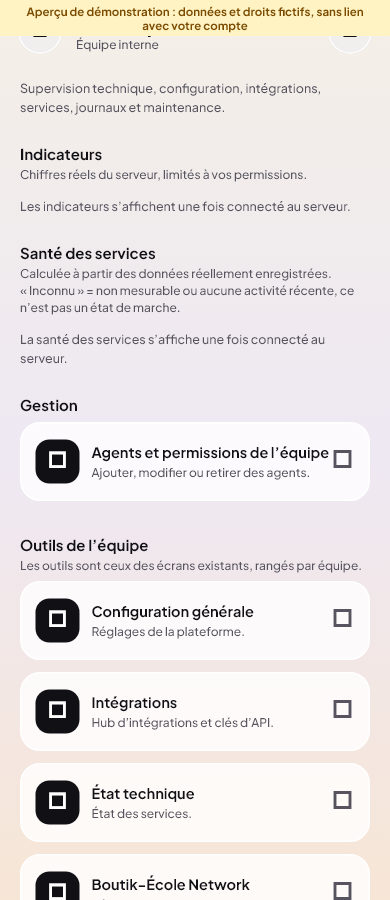 Aperçu de démonstration : données et droits fictifs, sans lien
avec votre compte
Équipe interne
Supervision technique, configuration, intégrations,
services, journaux et maintenance.
Indicateurs
Chiffres réels du serveur, limités à vos permissions.
Les indicateurs s’affichent une fois connecté au serveur.
Santé des services
Calculée à partir des données réellement enregistrées.
« Inconnu » = non mesurable ou aucune activité récente, ce
n’est pas un état de marche.
La santé des services s’affiche une fois connecté au
serveur.
Gestion
Agents et permissions de l’équipe
Ajouter, modifier ou retirer des agents.
Outils de l’équipe
Les outils sont ceux des écrans existants, rangés par équipe.
Configuration générale
Réglages de la plateforme.
Intégrations
Hub d’intégrations et clés d’API.
État technique
État des services.
Boutik-École Network